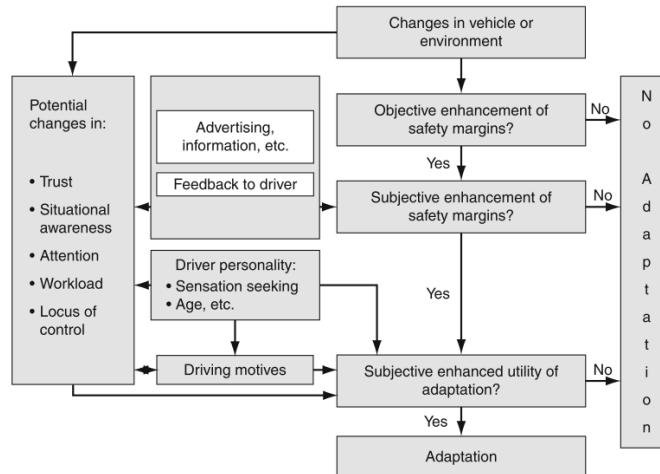 Changes in vehicle or
environment
Potential
changes in:
• Trust
• Situational
awareness
• Attention
• Workload
• Locus of
control
Advertising,
information, etc.
Feedback to driver
Objective enhancement of
safety margins?
No
Yes
Subjective enhancement of
safety margins?
No
Yes
Driver personality:
• Sensation seeking
• Age, etc.
Driving motives
Subjective enhanced utility of
adaptation?
No
Yes
Adaptation
N
o
A
d
a
p
t
a
t
i
o
n